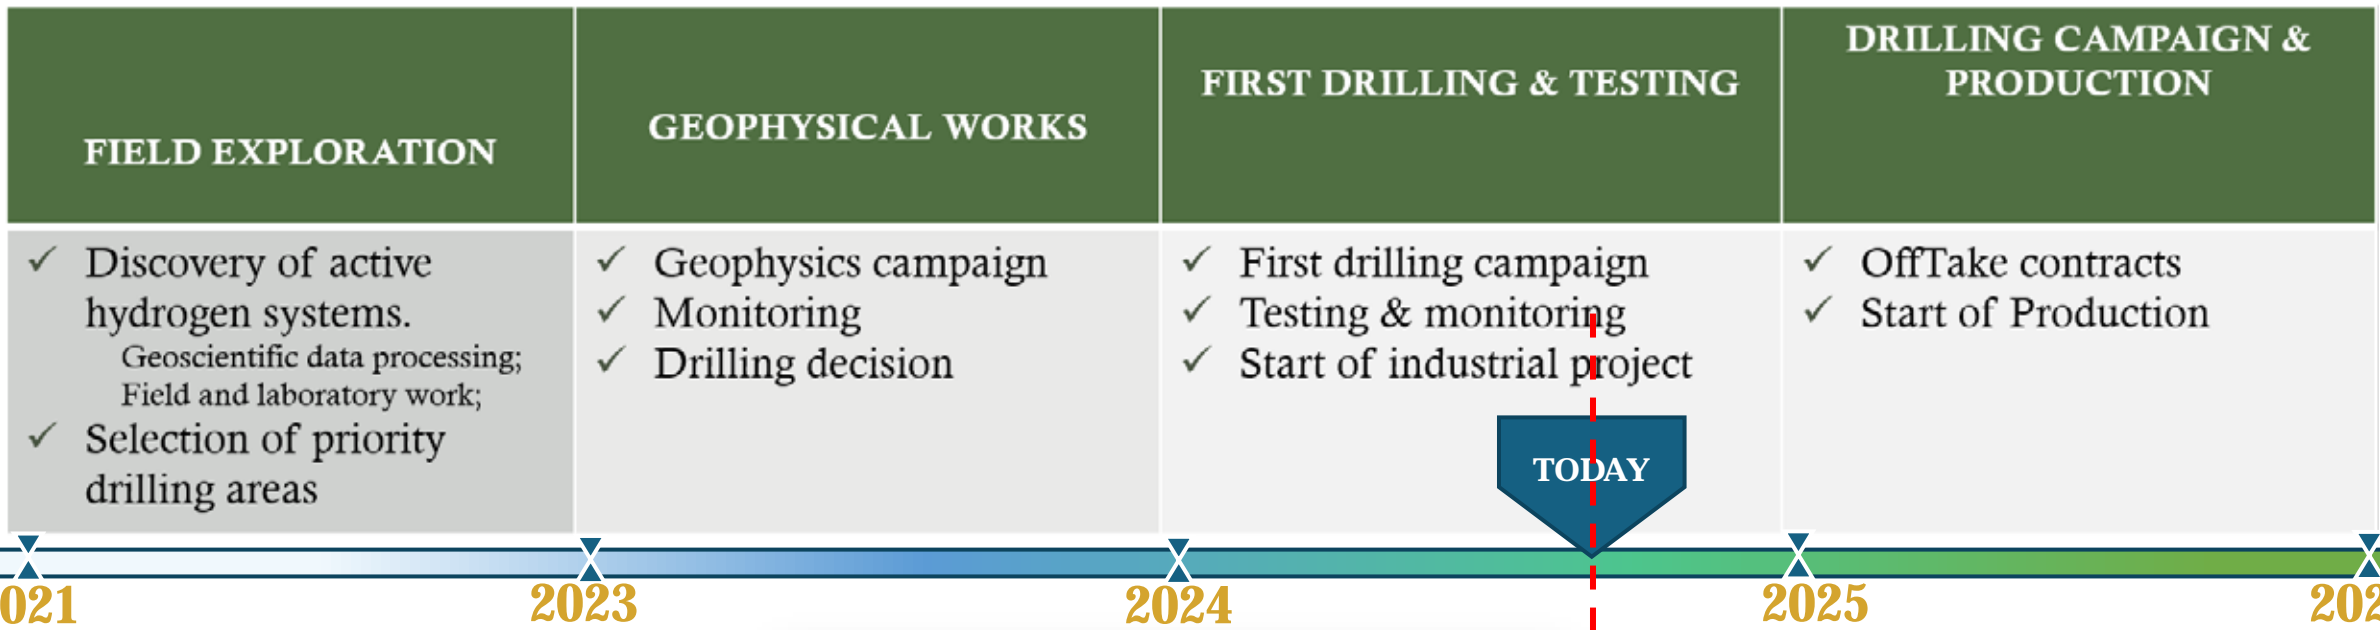 FIELD EXPLORATION
GEOPHYSICAL WORKS
FIRST DRILLING & TESTING
DRILLING CAMPAIGN &
PRODUCTION
Discovery of active
hydrogen systems.
Geoscientific data processing;
Field and laboratory work;
Selection of priority
drilling areas
Geophysics campaign
Monitoring
Drilling decision
First drilling campaign
Testing & monitoring
Start of industrial project
OffTake contracts
Start of Production
TODAY
021
2023
2024
2025
202